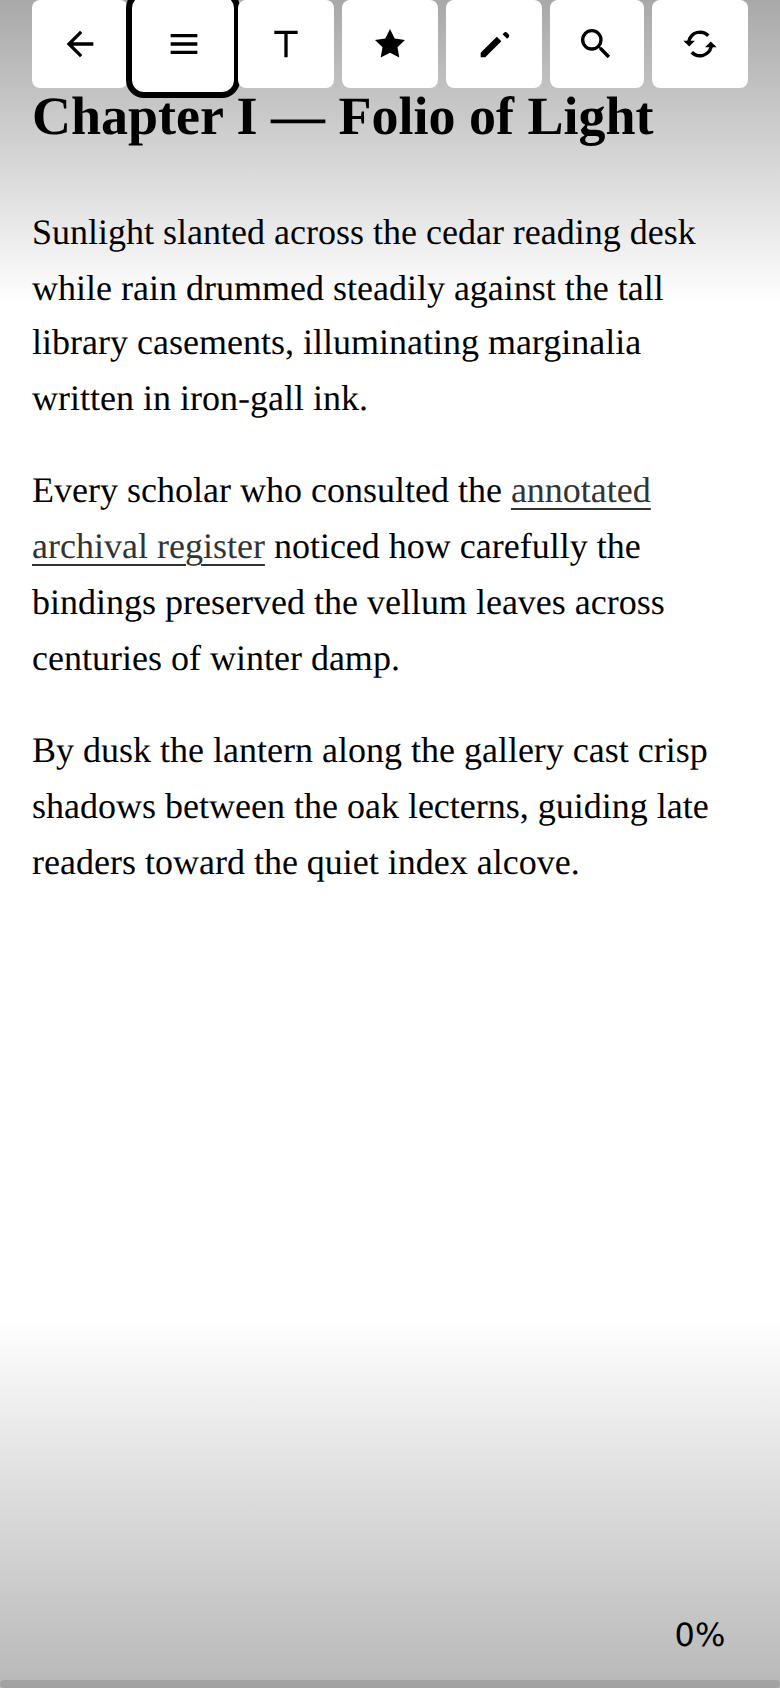 Chapter I — Folio of Light
Sunlight slanted across the cedar reading desk
while rain drummed steadily against the tall
library casements, illuminating marginalia
written in iron-gall ink.
Every scholar who consulted the annotated
archival register noticed how carefully the
bindings preserved the vellum leaves across
centuries of winter damp.
By dusk the lantern along the gallery cast crisp
shadows between the oak lecterns, guiding late
readers toward the quiet index alcove.
0%